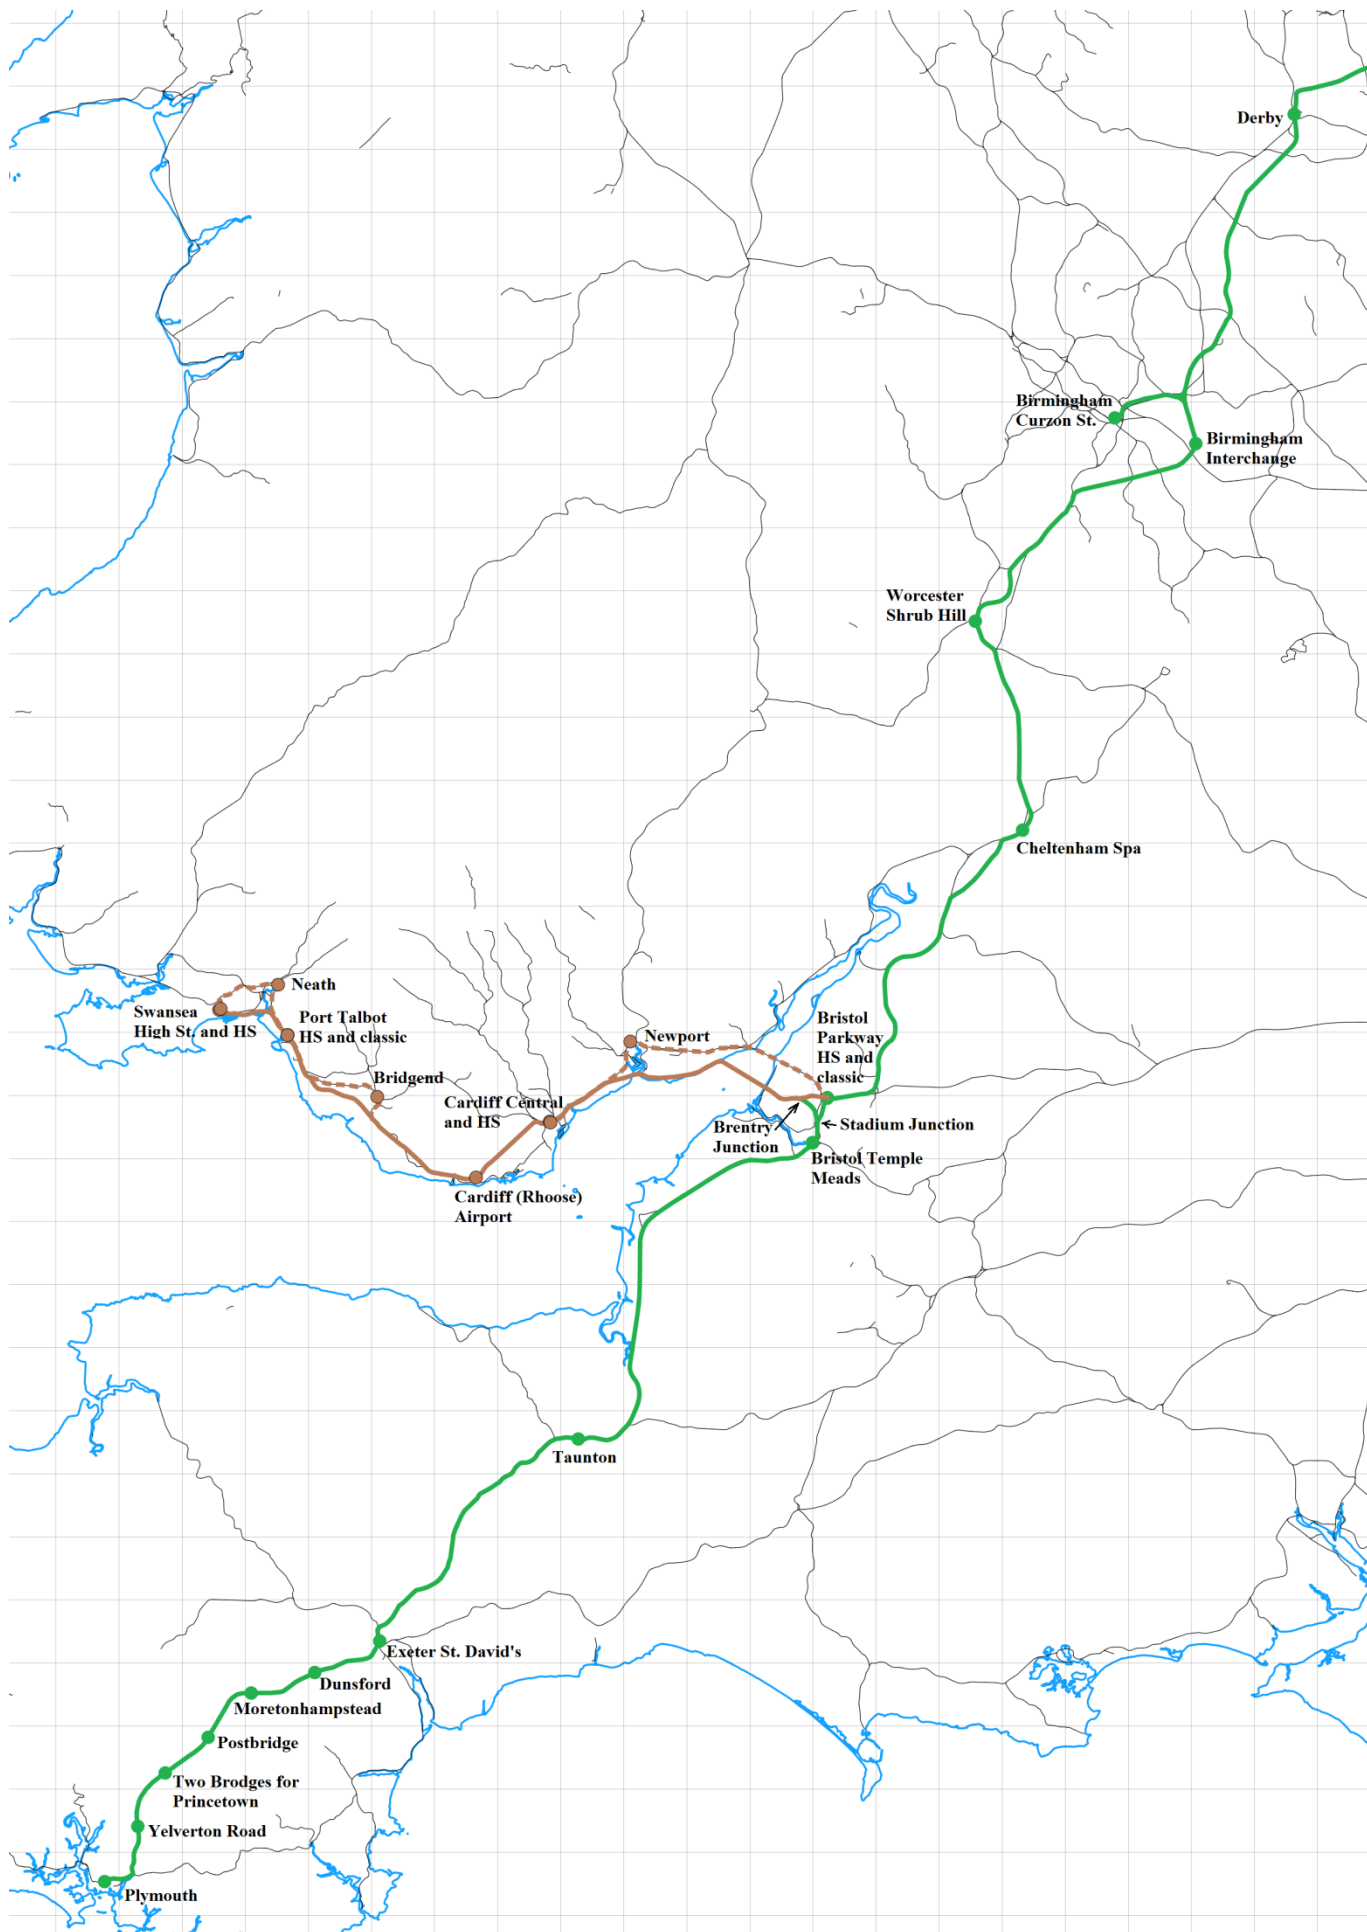 Derby
Birmingham
Curzon St.
Birmingham
Interchange
Worcester
Shrub Hill
Cheltenham Spa
Neath
Swansea
High St. and HS
Port Talbot
HS and classic
Bridgend
Newport
Cardiff Central
and HS
Bristol
Parkway
HS and
classic
Brentry
Junction
Stadium Junction
Bristol Temple
Meads
Cardiff (Rhoose)
Airport
Taunton
Exeter St. David's
Dunsford
Moretonhampstead
Postbridge
Two Brodges for
Princetown
Yelverton Road
Plymouth